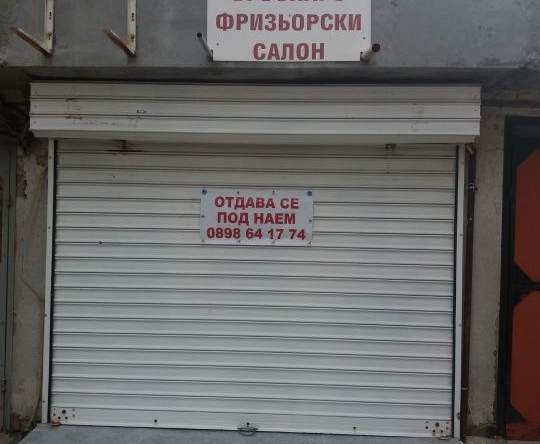 ФРИЗЬОРСКИ
САЛОН
ОТДАВА СЕ
ПОД НАЕМ
0898 64 17 74